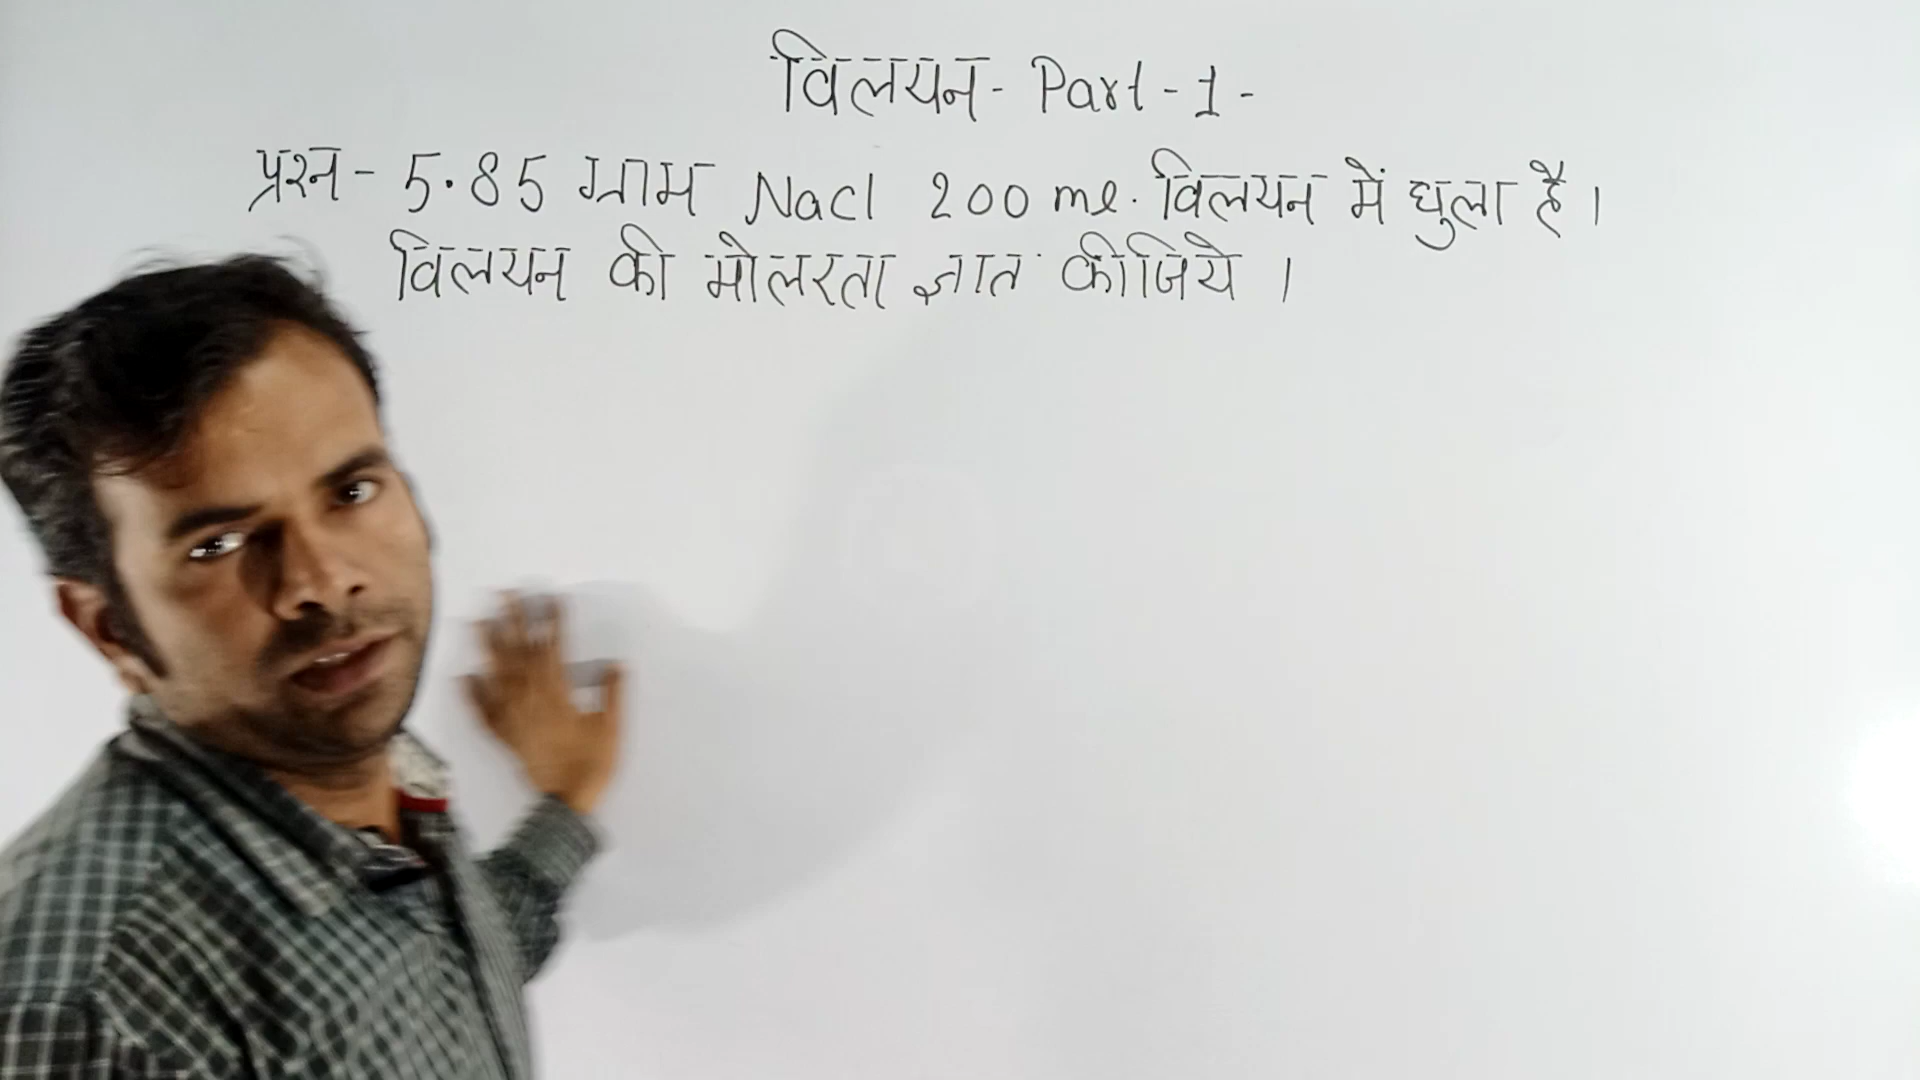 विलयन - Part - 1 -
प्रश्न - 5.85 ग्राम NaCl 200 ml. विलयन में घुला है।
विलयन की मोलरता ज्ञात कीजिये।